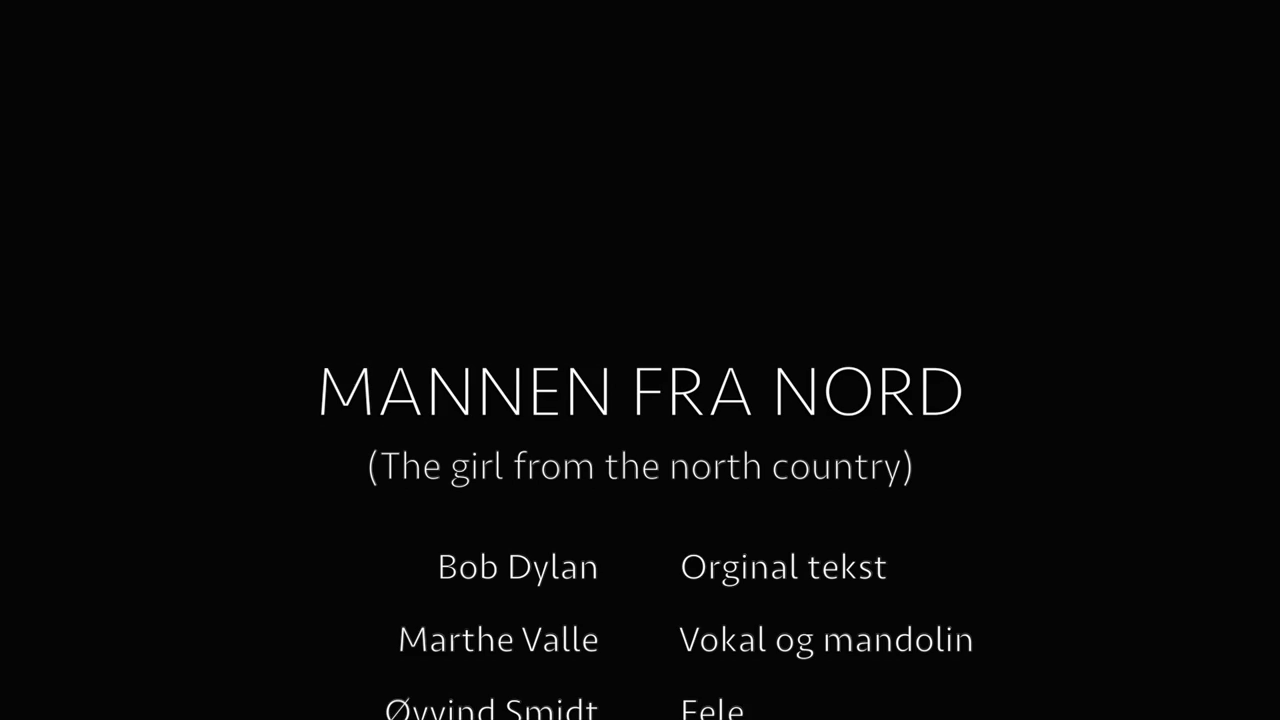 MANNEN FRA NORD
(The girl from the north country)
Bob Dylan Orginal tekst
Marthe Valle Vokal og mandolin
Øyvind Smidt Fele